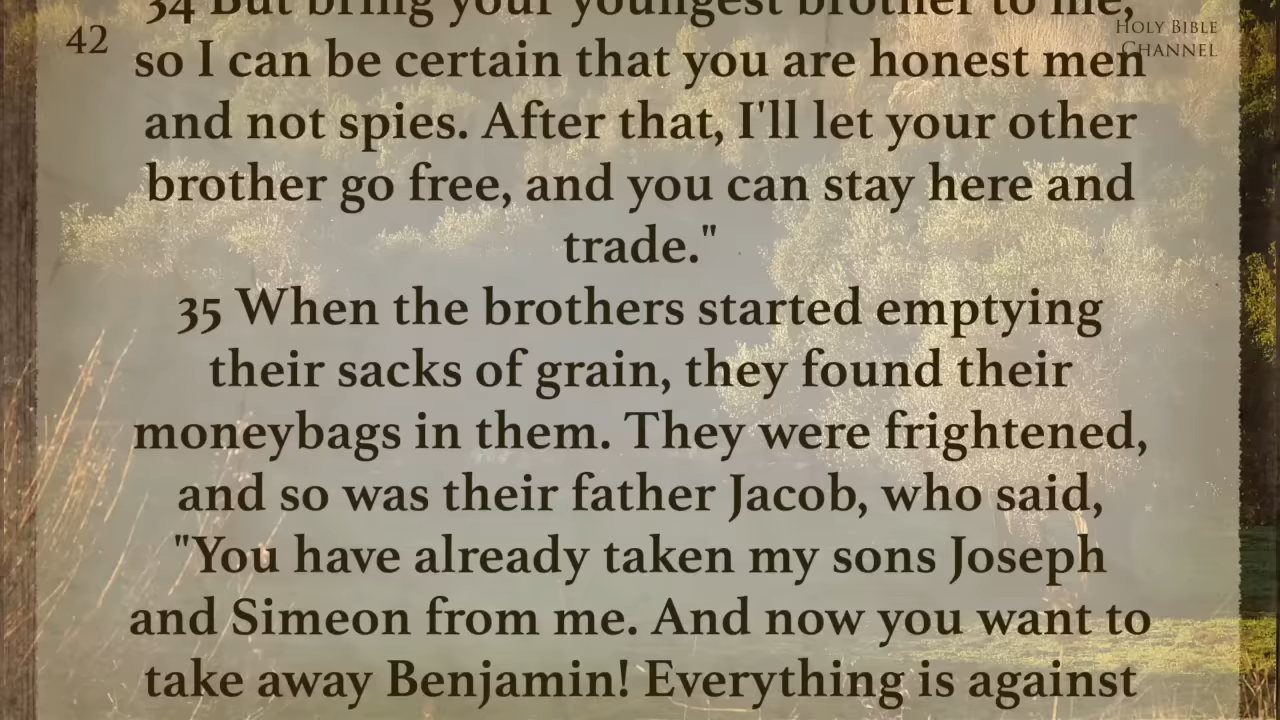 34 But bring your youngest brother to me,
42
HOLY BIBLE
CHANNEL
so I can be certain that you are honest men
and not spies. After that, I'll let your other
brother go free, and you can stay here and
trade."
35 When the brothers started emptying
their sacks of grain, they found their
moneybags in them. They were frightened,
and so was their father Jacob, who said,
"You have already taken my sons Joseph
and Simeon from me. And now you want to
take away Benjamin! Everything is against